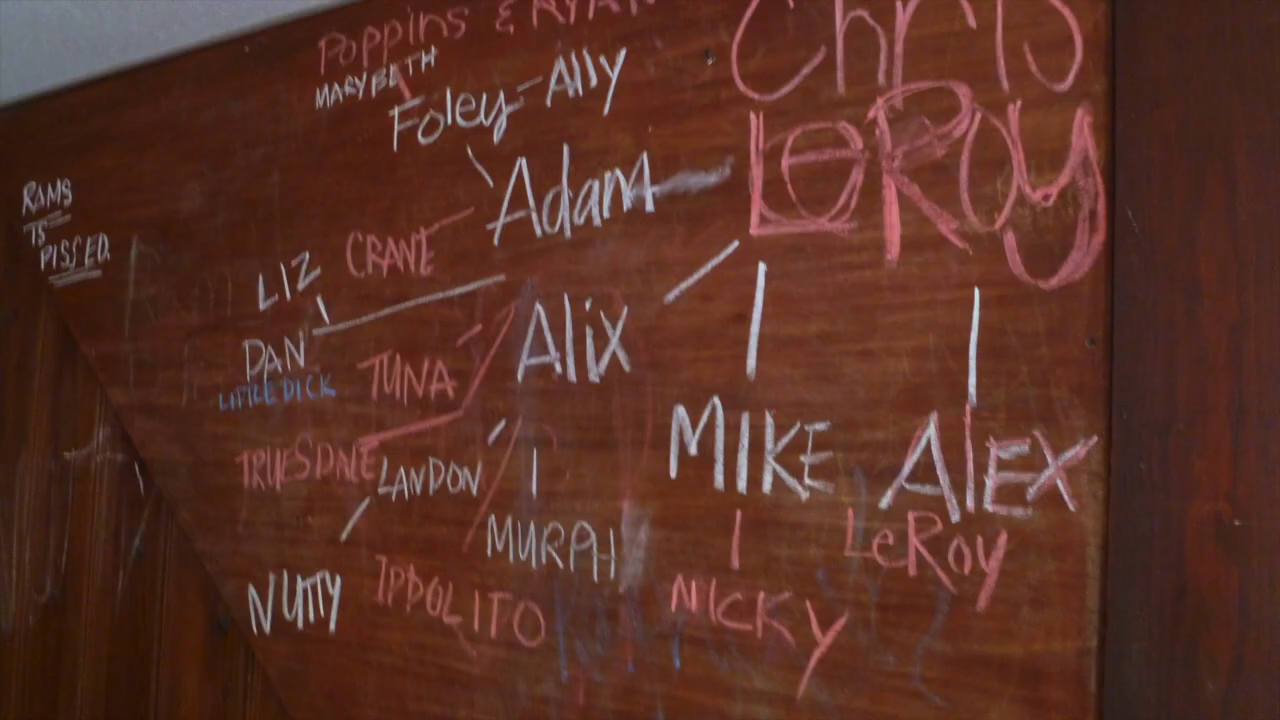 Poppins & RYAN
MARYBETH
Foley-Ally
Chris
LEROY
Adam
RAMS
IS
PISSED.
CRANE
LIZ
Alix
DAN
LITTLE DICK
TUNA
MIKE
ALEX
TRUESDALE
LANDON
MURPH
LeRoy
NUTTY
IPPOLITO
NICKY